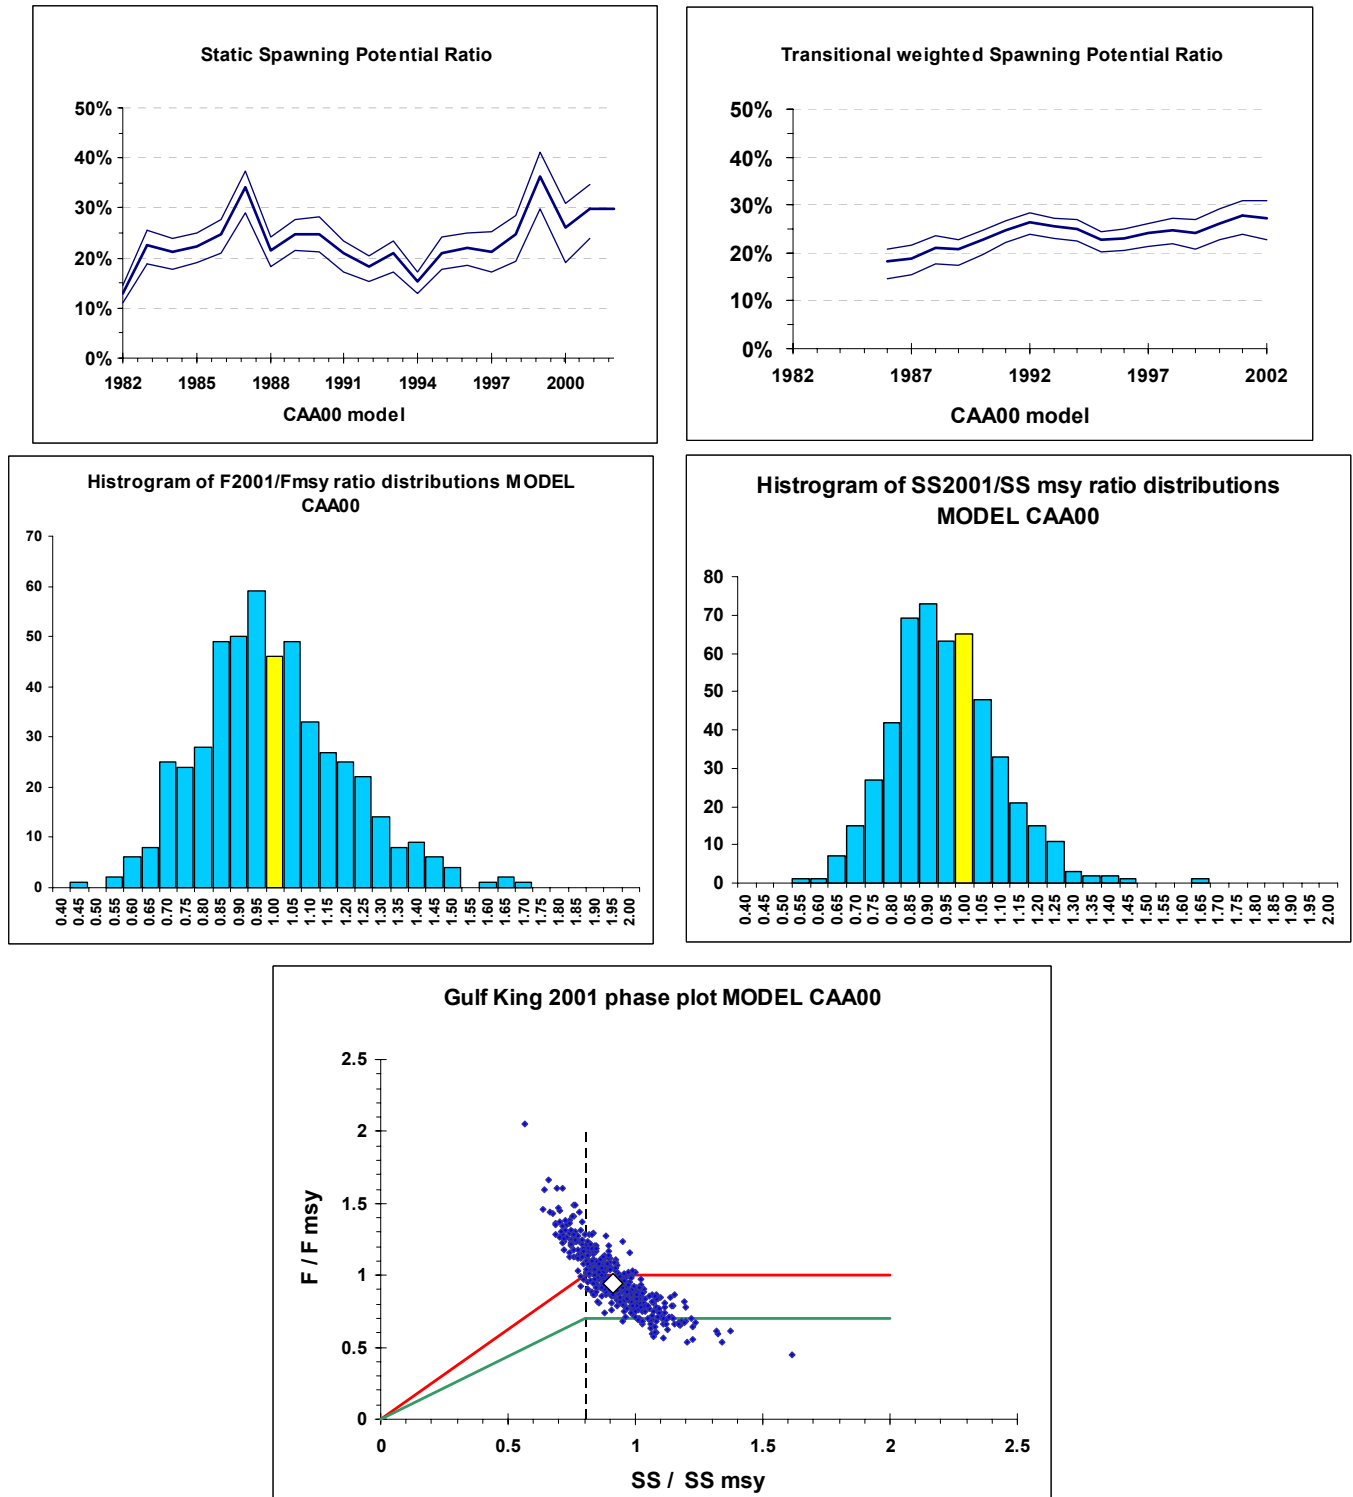 Static Spawning Potential Ratio
50%
40%
30%
20%
10%
0%
1982 1985 1988 1991 1994 1997 2000
CAA00 model
Transitional weighted Spawning Potential Ratio
50%
40%
30%
20%
10%
0%
1982 1987 1992 1997 2002
CAA00 model
Histrogram of F2001/Fmsy ratio distributions MODEL
CAA00
70
60
50
40
30
20
10
0
0.40 0.45 0.50 0.55 0.60 0.65 0.70 0.75 0.80 0.85 0.90 0.95 1.00 1.05 1.10 1.15 1.20 1.25 1.30 1.35 1.40 1.45 1.50 1.55 1.60 1.65 1.70 1.75 1.80 1.85 1.90 1.95 2.00
Histrogram of SS2001/SS msy ratio distributions
MODEL CAA00
80
70
60
50
40
30
20
10
0
0.40 0.45 0.50 0.55 0.60 0.65 0.70 0.75 0.80 0.85 0.90 0.95 1.00 1.05 1.10 1.15 1.20 1.25 1.30 1.35 1.40 1.45 1.50 1.55 1.60 1.65 1.70 1.75 1.80 1.85 1.90 1.95 2.00
Gulf King 2001 phase plot MODEL CAA00
F / F msy
2.5
2
1.5
1
0.5
0
0 0.5 1 1.5 2 2.5
SS / SS msy